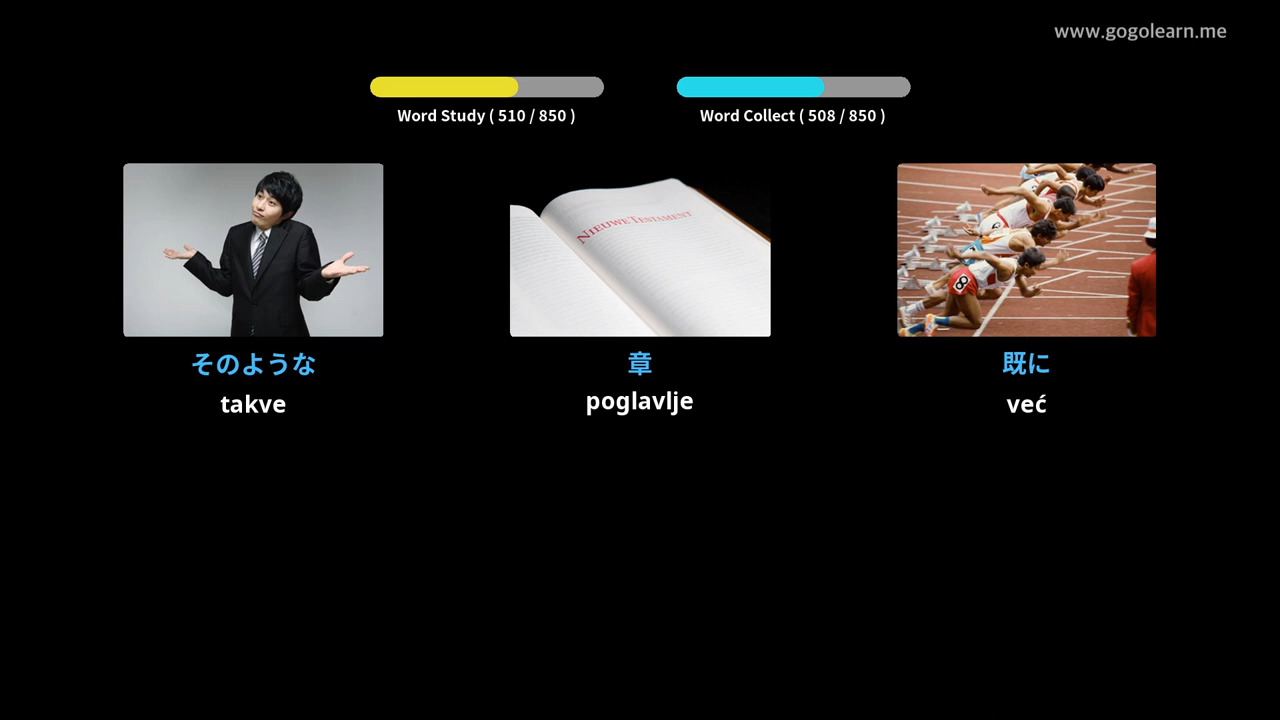 www.gogolearn.me
Word Study ( 510 / 850 )
Word Collect ( 508 / 850 )
NIEUWE TESTAMENT
8
そのような
章
既に
takve
poglavlje
već